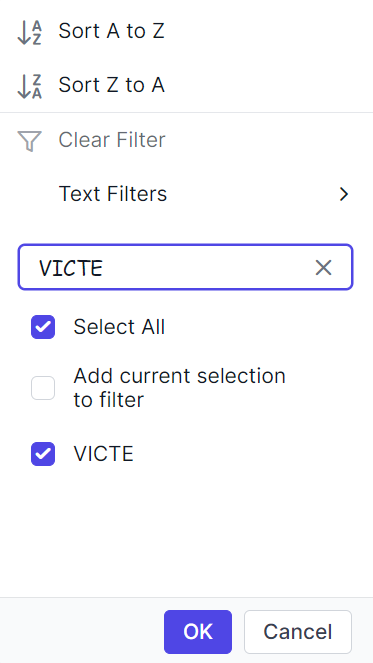 Sort A to Z
Sort Z to A
Clear Filter
Text Filters
VICTE
Select All
Add current selection
to filter
VICTE
OK
Cancel